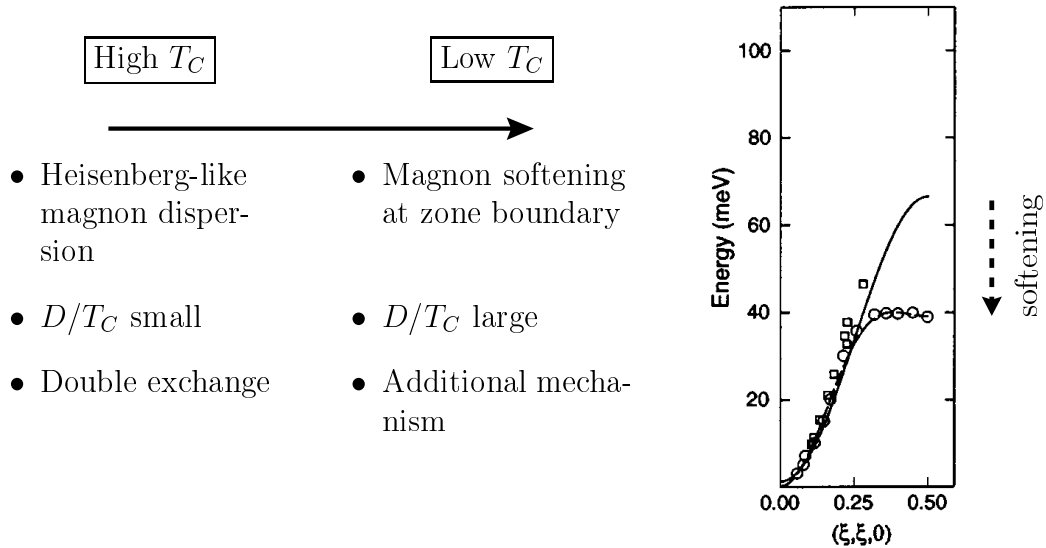 High T_C
Low T_C
• Heisenberg-like
magnon disper-
sion
• D/T_C small
• Double exchange
• Magnon softening
at zone boundary
• D/T_C large
• Additional mecha-
nism
Energy (meV)
100
80
60
40
20
0.00 0.25 0.50
(ξ,ξ,0)
softening